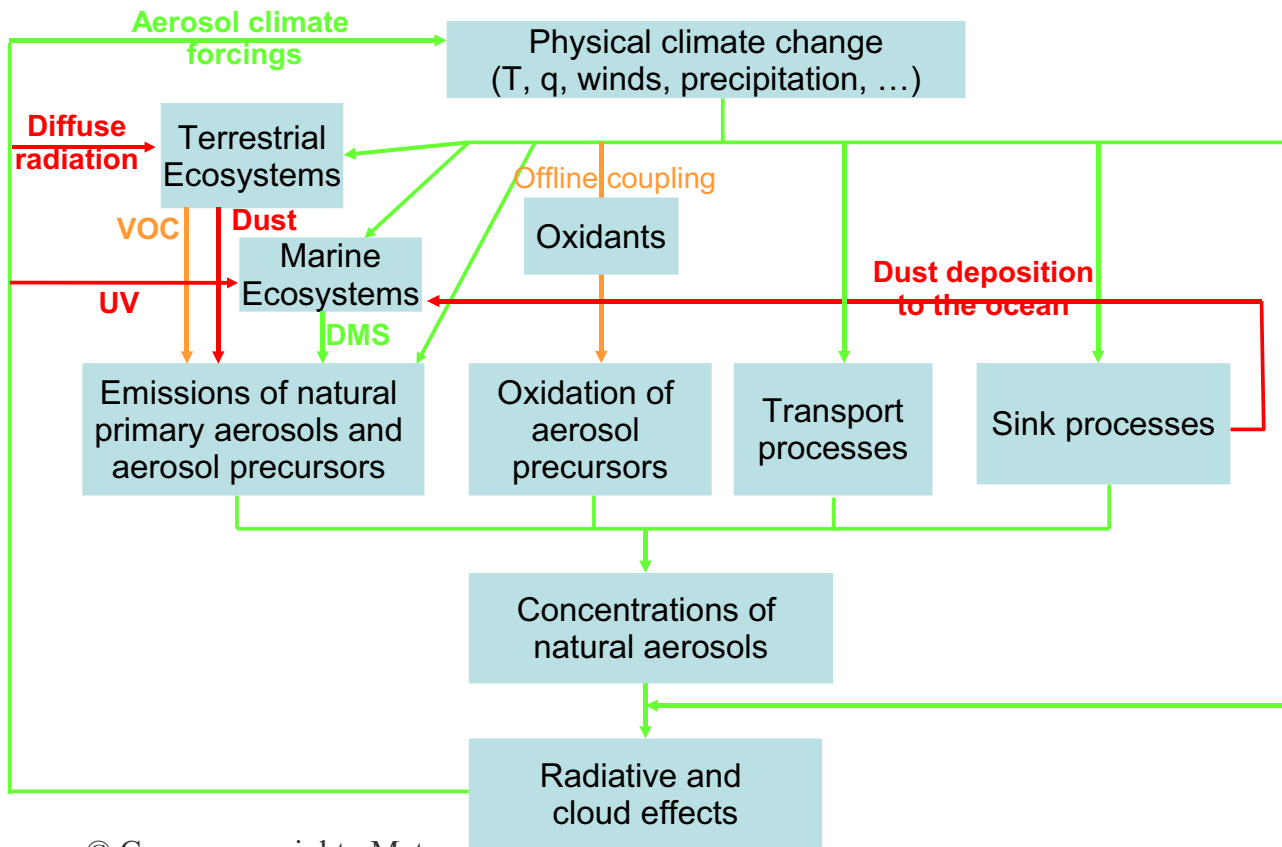 Aerosol climate
forcings
Physical climate change
(T, q, winds, precipitation, …)
Diffuse
radiation
Terrestrial
Ecosystems
Offline coupling
VOC
Dust
Oxidants
Marine
Ecosystems
UV
Dust deposition
to the ocean
DMS
Emissions of natural
primary aerosols and
aerosol precursors
Oxidation of
aerosol
precursors
Transport
processes
Sink processes
Concentrations of
natural aerosols
Radiative and
cloud effects